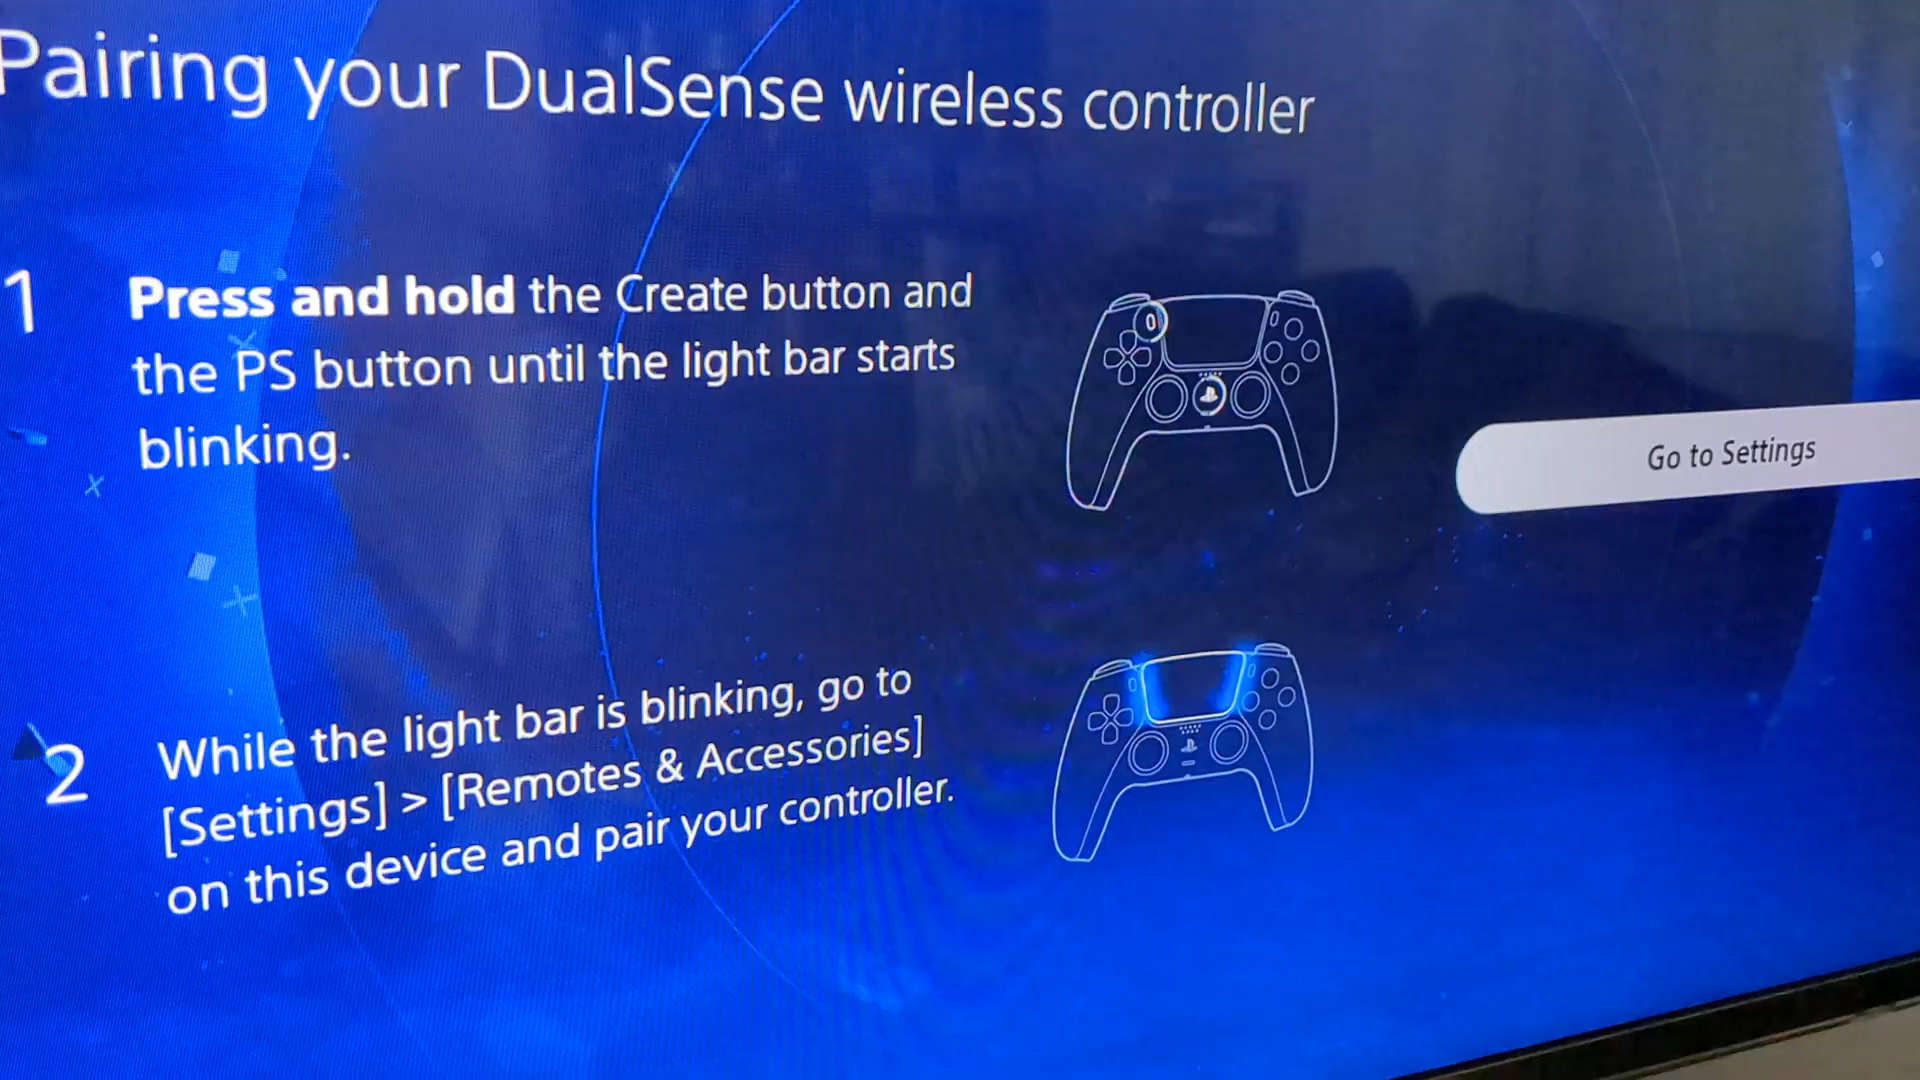 Pairing your DualSense wireless controller
1
Press and hold the Create button and
the PS button until the light bar starts
blinking.
Go to Settings
2
While the light bar is blinking, go to
[Settings] > [Remotes & Accessories]
on this device and pair your controller.